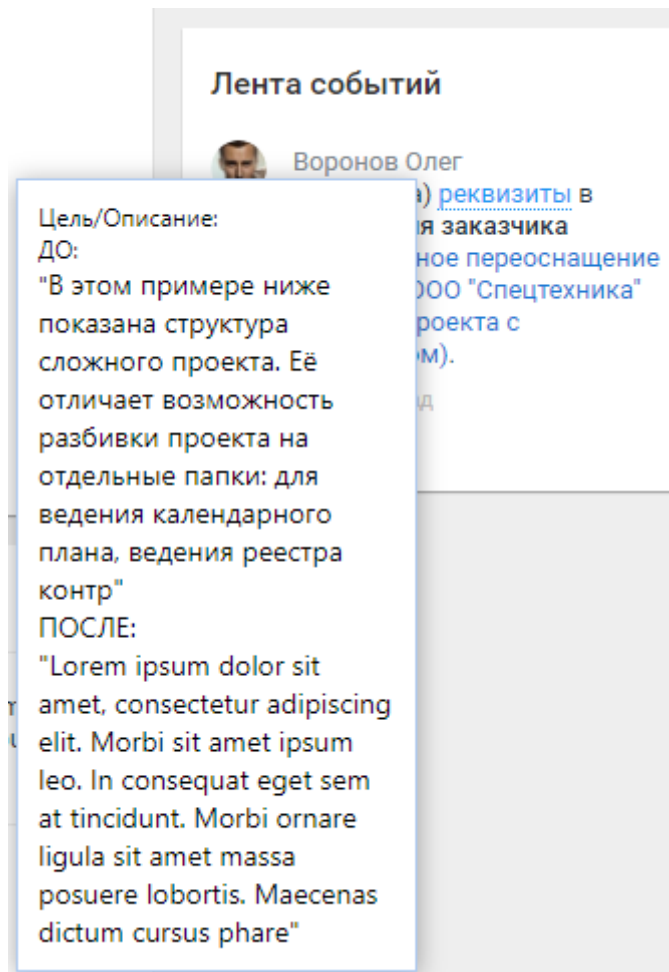 Лента событий
Воронов Олег
а) реквизиты в
я заказчика
ное переоснащение
ООО "Спецтехника"
роекта с
ом).
ад
Цель/Описание:
ДО:
"В этом примере ниже
показана структура
сложного проекта. Её
отличает возможность
разбивки проекта на
отдельные папки: для
ведения календарного
плана, ведения реестра
контр"
ПОСЛЕ:
"Lorem ipsum dolor sit
amet, consectetur adipiscing
elit. Morbi sit amet ipsum
leo. In consequat eget sem
at tincidunt. Morbi ornare
ligula sit amet massa
posuere lobortis. Maecenas
dictum cursus phare"